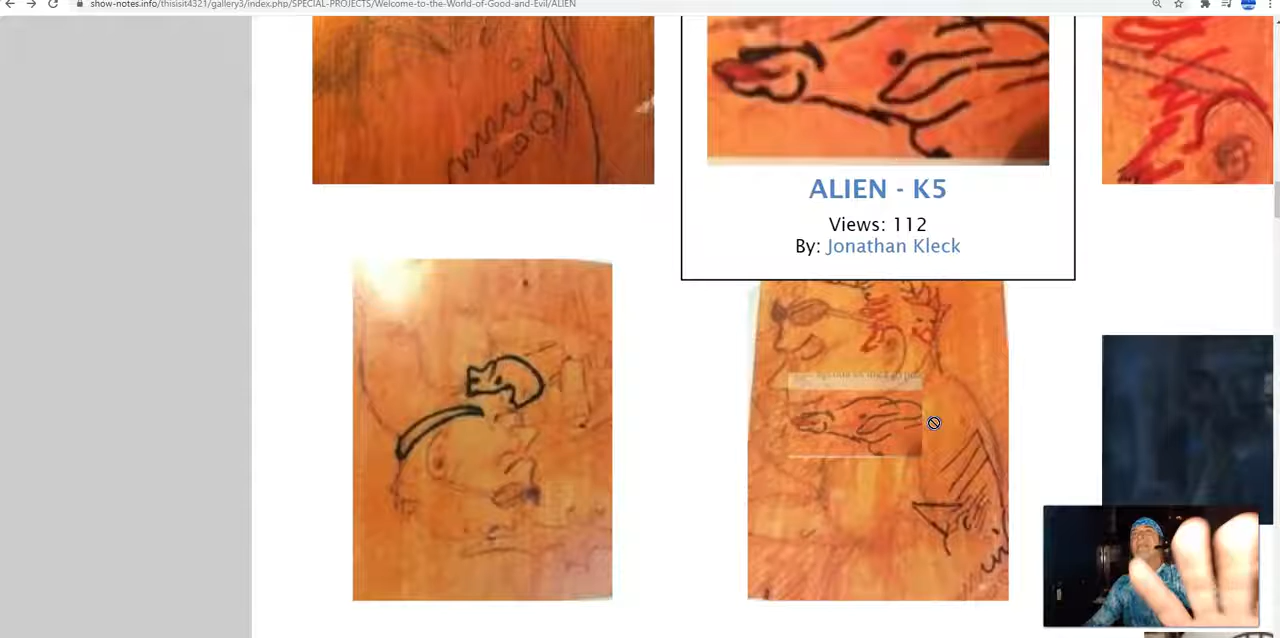 show-notes.info/thisisit4321/gallery3/index.php/SPECIAL-PROJECTS/Welcome-to-the-World-of-Good-and-Evil/ALIEN
2001
ALIEN - K5
Views: 112
By: Jonathan Kleck